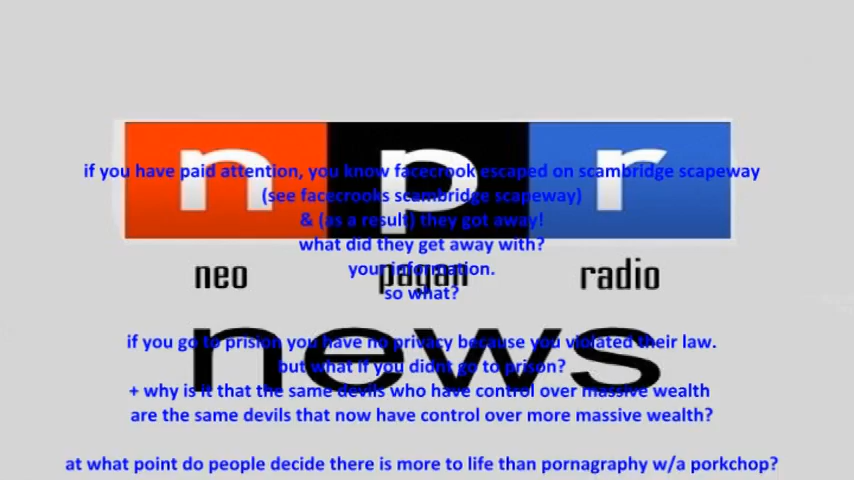 n p r
if you have paid attention, you know facecrook escaped on scambridge scapeway
(see facecrooks scambridge scapeway)
& (as a result) they got away!
what did they get away with?
neo pagan radio
your information.
so what?
news
if you go to prision you have no privacy because you violated their law.
but what if you didnt go to prison?
+ why is it that the same devils who have control over massive wealth
are the same devils that now have control over more massive wealth?
at what point do people decide there is more to life than pornagraphy w/a porkchop?